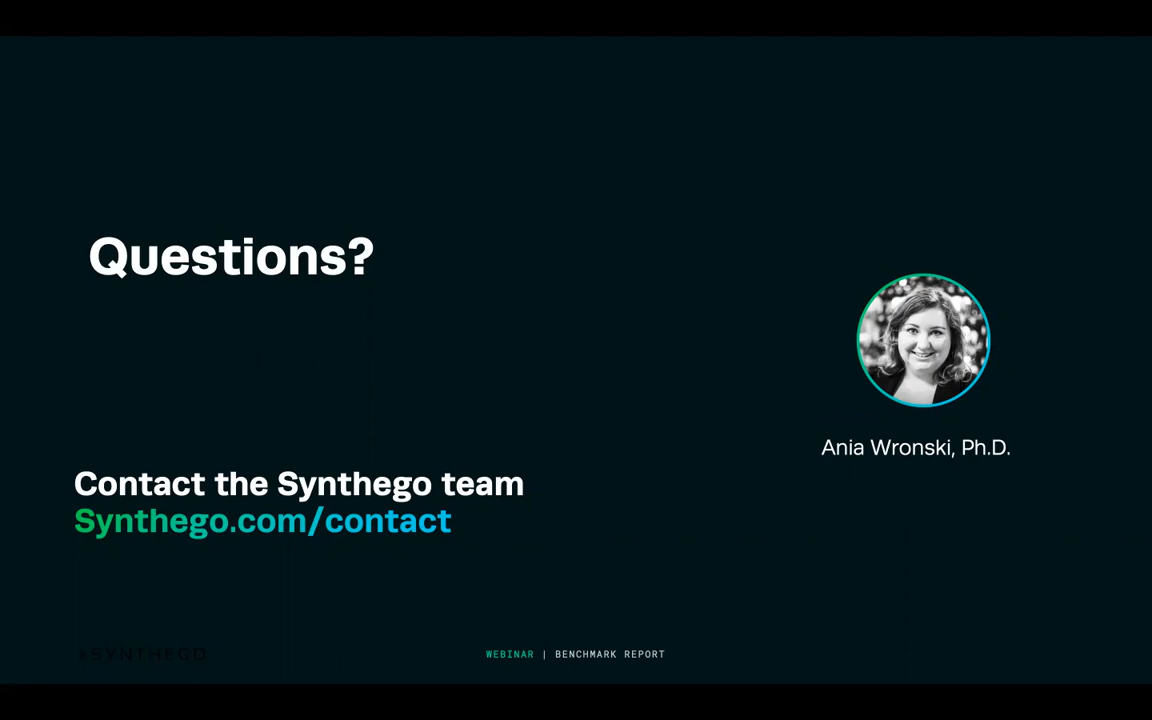 Questions?
Ania Wronski, Ph.D.
Contact the Synthego team
Synthego.com/contact
SYNTHEGO
WEBINAR | BENCHMARK REPORT